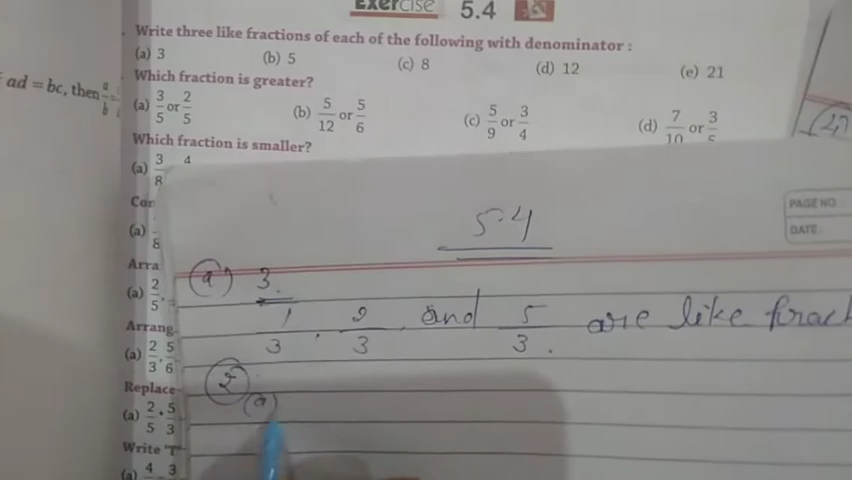 Exercise 5.4
Write three like fractions of each of the following with denominator :
(a) 3 (b) 5 (c) 8 (d) 12 (e) 21
ad = bc, then a/b =
Which fraction is greater?
(a) 3/5 or 2/5 (b) 5/12 or 5/6 (c) 5/9 or 3/4 (d) 7/10 or 3/5
Which fraction is smaller?
(a) 3/8 4
(a) 8
(a) 2/5,
Arrang
(a) 2/3, 5/6
Replace
(a) 2/5 · 5/3
Write 'T'
(a) 4 3
PAGE NO.
DATE
5.4
(a) 3.
1/3, 2/3 and 5/3. are like fract
2
(a)